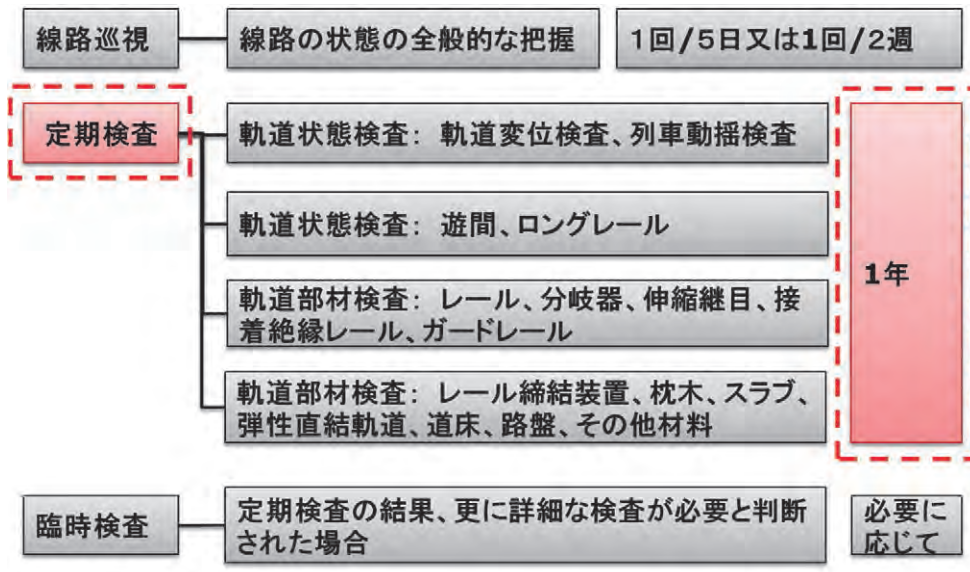 線路巡視
線路の状態の全般的な把握
1回/5日又は1回/2週
定期検査
軌道状態検査: 軌道変位検査、列車動揺検査
軌道状態検査: 遊間、ロングレール
軌道部材検査: レール、分岐器、伸縮継目、接
着絶縁レール、ガードレール
軌道部材検査: レール締結装置、枕木、スラブ、
弾性直結軌道、道床、路盤、その他材料
1年
臨時検査
定期検査の結果、更に詳細な検査が必要と判断
された場合
必要に
応じて